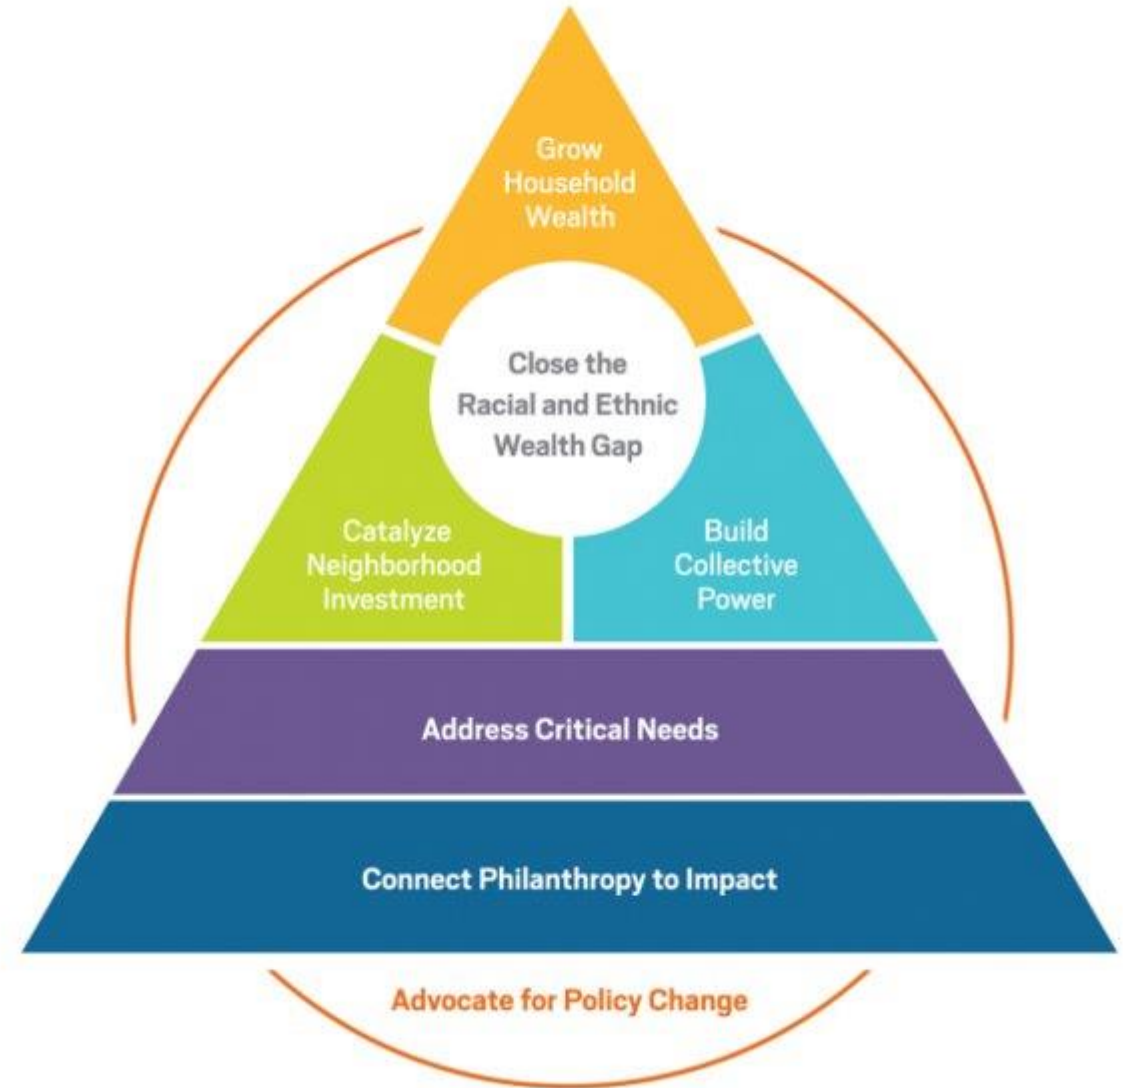 Grow
Household
Wealth
Close the
Racial and Ethnic
Wealth Gap
Catalyze
Neighborhood
Investment
Build
Collective
Power
Address Critical Needs
Connect Philanthropy to Impact
Advocate for Policy Change